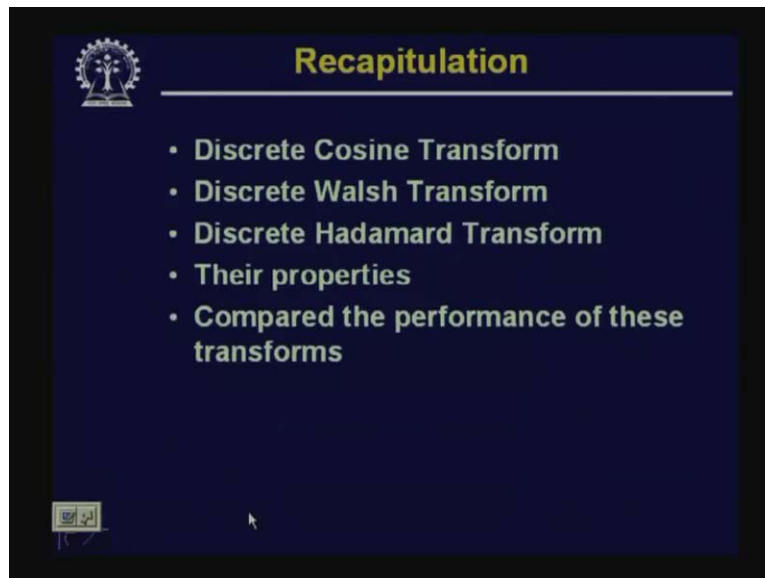 Recapitulation
• Discrete Cosine Transform
• Discrete Walsh Transform
• Discrete Hadamard Transform
• Their properties
• Compared the performance of these
transforms